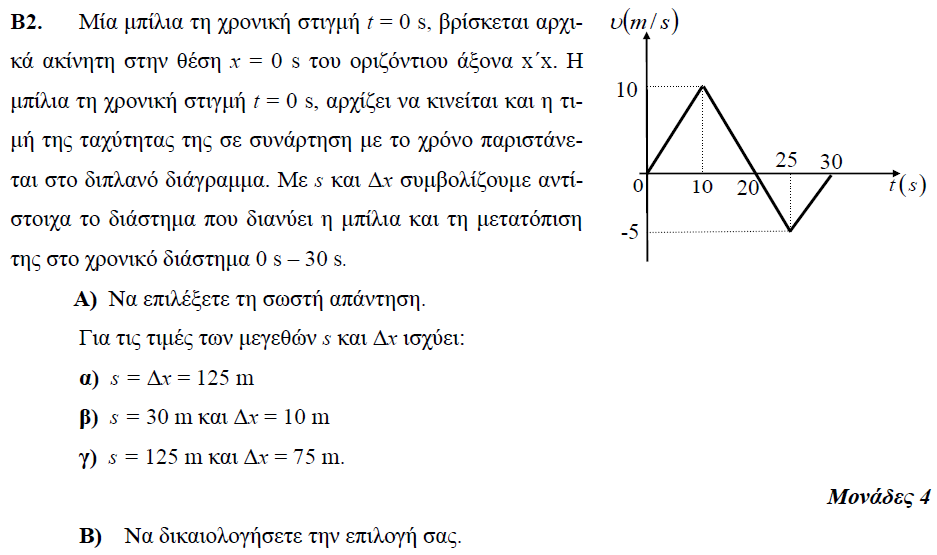 B2. Μία μπίλια τη χρονική στιγμή t = 0 s, βρίσκεται αρχι-
κά ακίνητη στην θέση x = 0 s του οριζόντιου άξονα x΄x. Η
μπίλια τη χρονική στιγμή t = 0 s, αρχίζει να κινείται και η τι-
μή της ταχύτητας της σε συνάρτηση με το χρόνο παριστάνε-
ται στο διπλανό διάγραμμα. Με s και Δx συμβολίζουμε αντί-
στοιχα το διάστημα που διανύει η μπίλια και τη μετατόπιση
της στο χρονικό διάστημα 0 s – 30 s.
υ(m/s)
10
25 30
0 10 20 t(s)
-5
Α) Να επιλέξετε τη σωστή απάντηση.
Για τις τιμές των μεγεθών s και Δx ισχύει:
α) s = Δx = 125 m
β) s = 30 m και Δx = 10 m
γ) s = 125 m και Δx = 75 m.
Μονάδες 4
Β) Να δικαιολογήσετε την επιλογή σας.